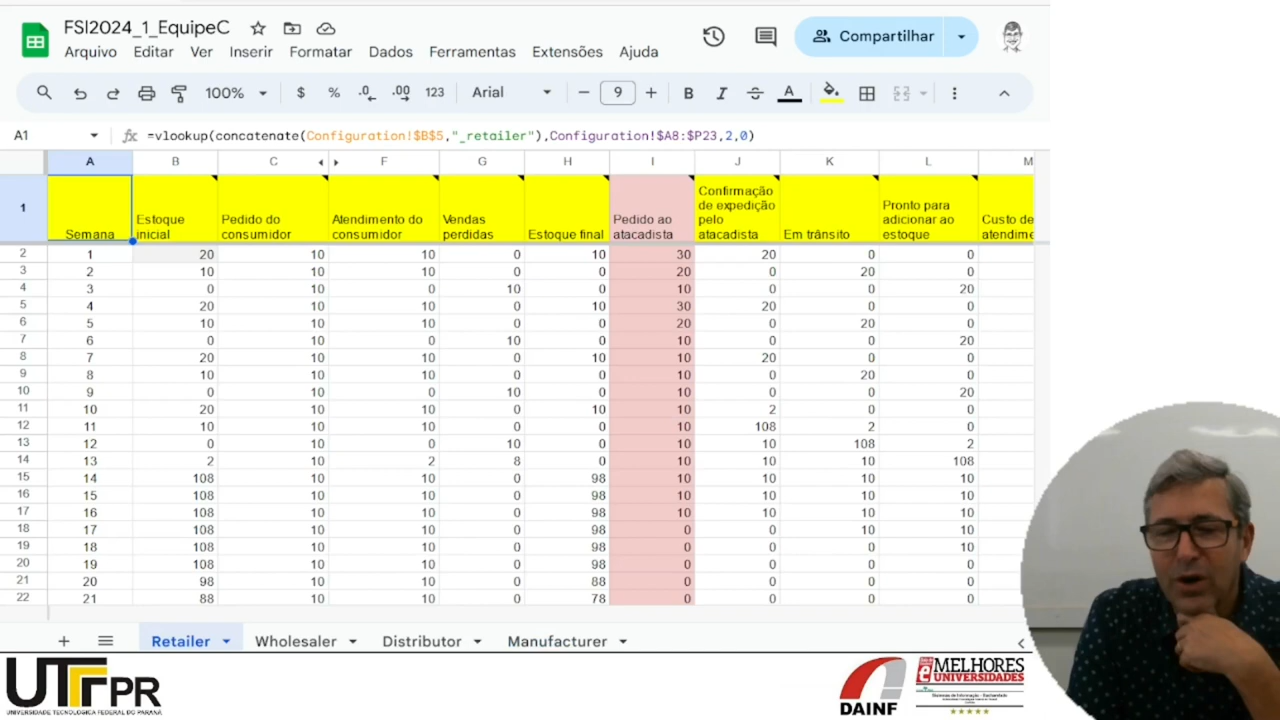 FSI2024_1_EquipeC
Arquivo Editar Ver Inserir Formatar Dados Ferramentas Extensões Ajuda
Compartilhar
100% $ % .0 .00 123 Arial − 9 + B I S A
A1 fx =vlookup(concatenate(Configuration!$B$5,"_retailer"),Configuration!$A8:$P23,2,0)
A B C F G H I J K L M
1 Semana Estoque inicial Pedido do consumidor Atendimento do consumidor Vendas perdidas Estoque final Pedido ao atacadista Confirmação de expedição pelo atacadista Em trânsito Pronto para adicionar ao estoque Custo de atendime
2 1 20 10 10 0 10 30 20 0 0
3 2 10 10 10 0 0 20 0 20 0
4 3 0 10 0 10 0 10 0 0 20
5 4 20 10 10 0 10 30 20 0 0
6 5 10 10 10 0 0 20 0 20 0
7 6 0 10 0 10 0 10 0 0 20
8 7 20 10 10 0 10 10 20 0 0
9 8 10 10 10 0 0 10 0 20 0
10 9 0 10 0 10 0 10 0 0 20
11 10 20 10 10 0 10 10 2 0 0
12 11 10 10 10 0 0 10 108 2 0
13 12 0 10 0 10 0 10 10 108 2
14 13 2 10 2 8 0 10 10 10 108
15 14 108 10 10 0 98 10 10 10 10
16 15 108 10 10 0 98 10 10 10 10
17 16 108 10 10 0 98 10 10 10 10
18 17 108 10 10 0 98 0 0 10 10
19 18 108 10 10 0 98 0 0 0 10
20 19 108 10 10 0 98 0 0 0 0
21 20 98 10 10 0 88 0 0 0 0
22 21 88 10 10 0 78 0 0 0 0
+ Retailer Wholesaler Distributor Manufacturer
UTFPR
UNIVERSIDADE TECNOLÓGICA FEDERAL DO PARANÁ
DAINF
MELHORES
UNIVERSIDADES